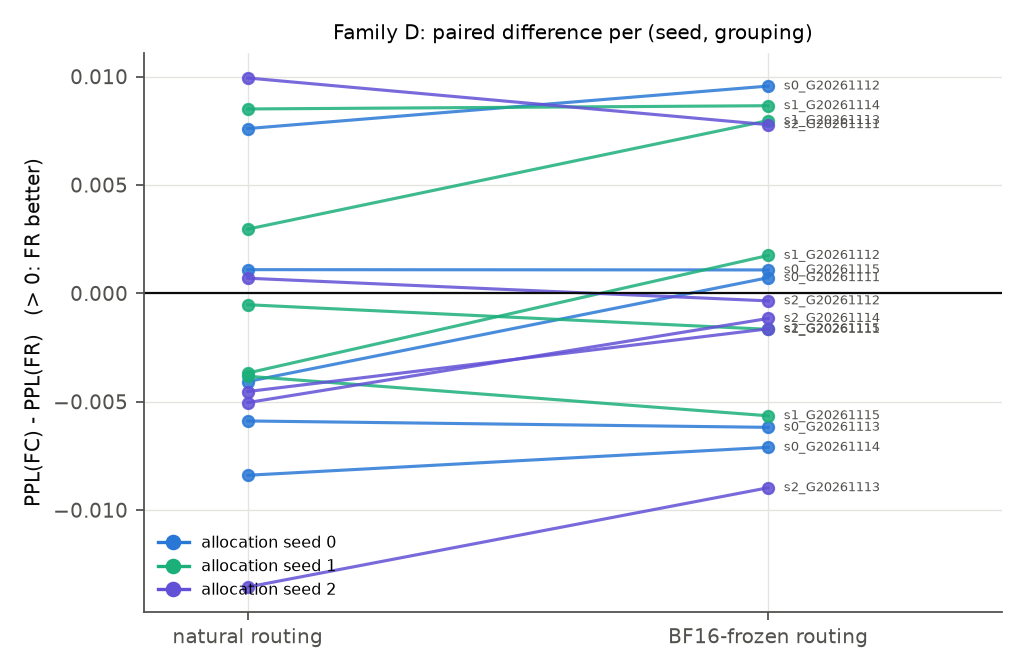 Family D: paired difference per (seed, grouping)
PPL(FC) - PPL(FR)   (> 0: FR better)
0.010
0.005
0.000
−0.005
−0.010
s0_G20261112
s1_G20261114
s1_G20261113
s2_G20261111
s1_G20261112
s0_G20261115
s0_G20261111
s2_G20261112
s2_G20261114
s1_G20261115
s0_G20261113
s0_G20261114
s2_G20261113
allocation seed 0
allocation seed 1
allocation seed 2
natural routing
BF16-frozen routing